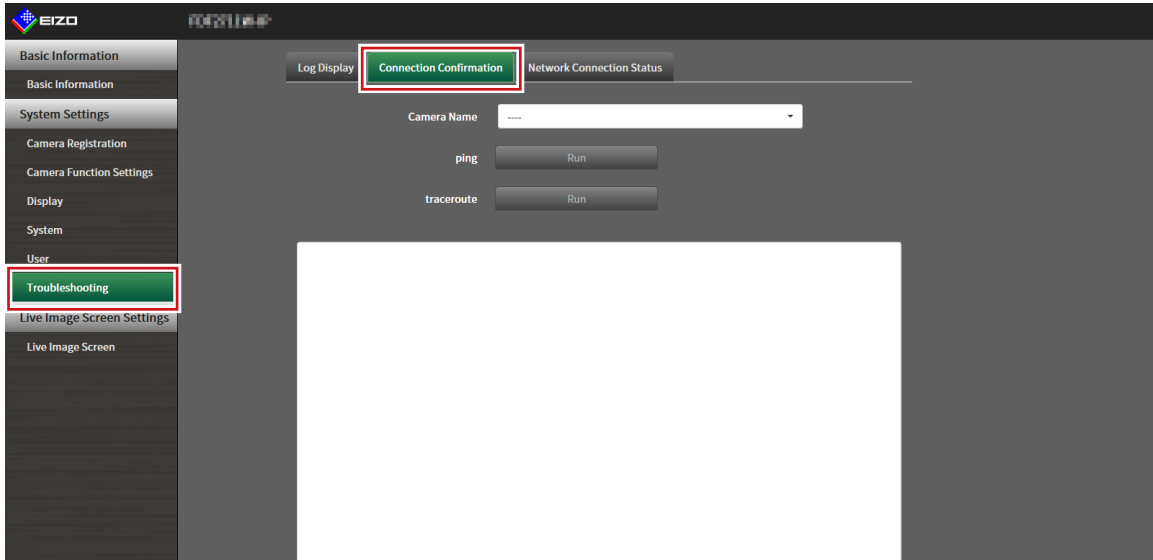 EIZO
Basic Information
Basic Information
System Settings
Camera Registration
Camera Function Settings
Display
System
User
Troubleshooting
Live Image Screen Settings
Live Image Screen
Log Display Connection Confirmation Network Connection Status
Camera Name ----
ping Run
traceroute Run